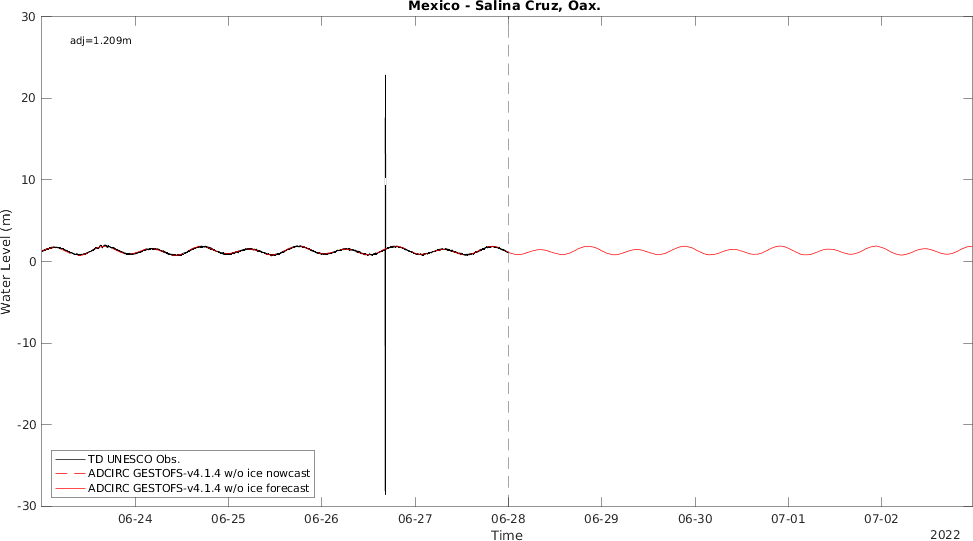 Mexico - Salina Cruz, Oax.
adj=1.209m
30
20
10
0
-10
-20
-30
Water Level (m)
TD UNESCO Obs.
ADCIRC GESTOFS-v4.1.4 w/o ice nowcast
ADCIRC GESTOFS-v4.1.4 w/o ice forecast
06-24 06-25 06-26 06-27 06-28 06-29 06-30 07-01 07-02
Time
2022